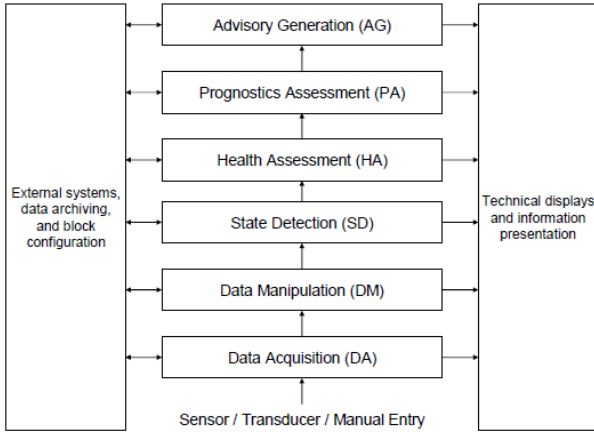 Advisory Generation (AG)
Prognostics Assessment (PA)
Health Assessment (HA)
External systems,
data archiving,
and block
configuration
State Detection (SD)
Technical displays
and information
presentation
Data Manipulation (DM)
Data Acquisition (DA)
Sensor / Transducer / Manual Entry